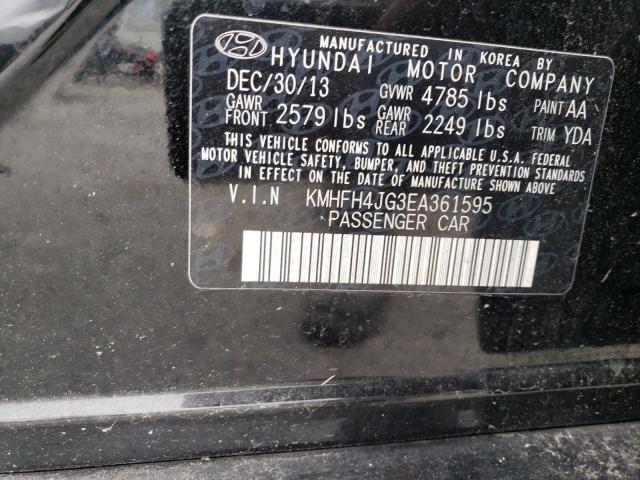 MANUFACTURED IN KOREA BY
HYUNDAI MOTOR COMPANY
DEC/30/13 GVWR 4785 lbs PAINT AA
GAWR FRONT 2579 lbs GAWR REAR 2249 lbs TRIM YDA
THIS VEHICLE CONFORMS TO ALL APPLICABLE U.S.A. FEDERAL
MOTOR VEHICLE SAFETY, BUMPER, AND THEFT PREVENTION STANDARDS
IN EFFECT ON THE DATE OF MANUFACTURE SHOWN ABOVE.
V.I.N KMHFH4JG3EA361595
PASSENGER CAR